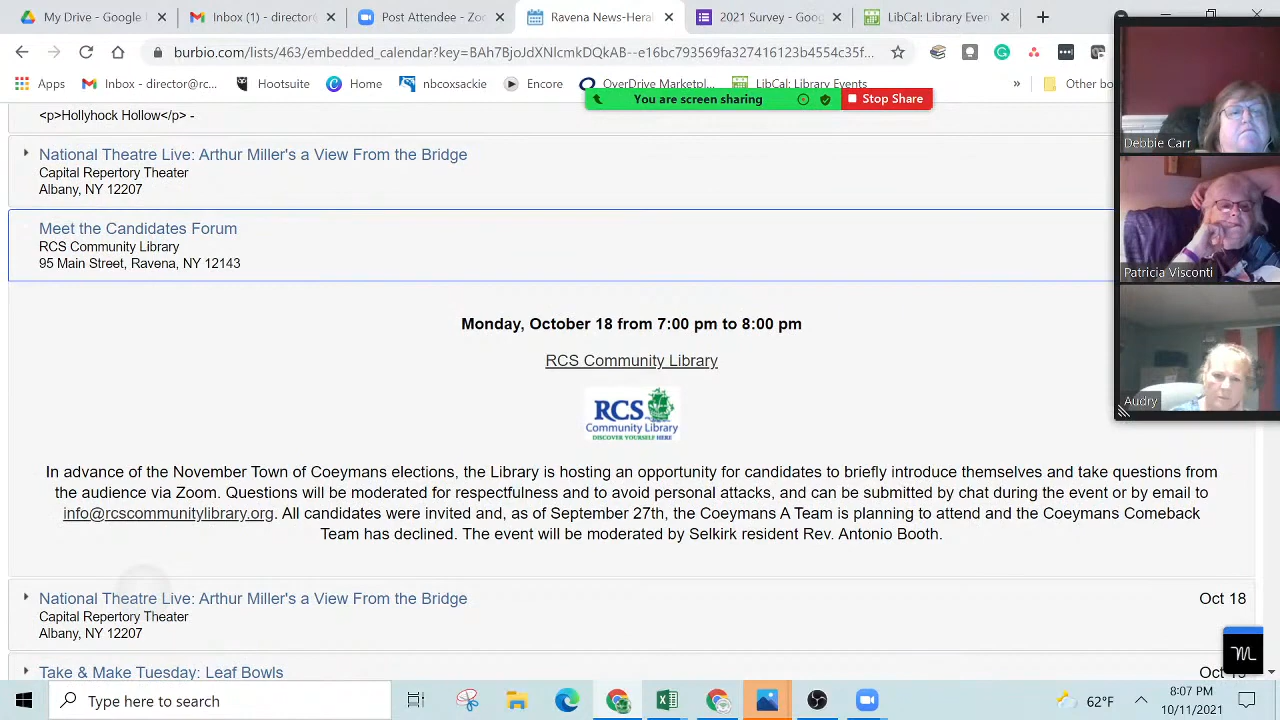 My Drive - Google D
Inbox (1) - director
Post Attendee - Zoo
Ravena News-Heral
2021 Survey - Goog
LibCal: Library Even
burbio.com/lists/463/embedded_calendar?key=BAh7BjoJdXNlcmkDQkAB--e16bc793569fa327416123b4554c35f...
Apps
Inbox - director@rc...
Hootsuite
Home
lucovsackie
Encore
OverDrive Marketpl...
LibCal: Library Events
»
Other bo
You are screen sharing
Stop Share
<p>Hollyhock Hollow</p> -
National Theatre Live: Arthur Miller's a View From the Bridge
Capital Repertory Theater
Albany, NY 12207
Meet the Candidates Forum
RCS Community Library
95 Main Street, Ravena, NY 12143
Monday, October 18 from 7:00 pm to 8:00 pm
RCS Community Library
RCS
Community Library
DISCOVER YOURSELF HERE
In advance of the November Town of Coeymans elections, the Library is hosting an opportunity for candidates to briefly introduce themselves and take questions from
the audience via Zoom. Questions will be moderated for respectfulness and to avoid personal attacks, and can be submitted by chat during the event or by email to
info@rcscommunitylibrary.org. All candidates were invited and, as of September 27th, the Coeymans A Team is planning to attend and the Coeymans Comeback
Team has declined. The event will be moderated by Selkirk resident Rev. Antonio Booth.
National Theatre Live: Arthur Miller's a View From the Bridge
Oct 18
Capital Repertory Theater
Albany, NY 12207
Take & Make Tuesday: Leaf Bowls
Debbie Carr
Patricia Visconti
Audry
Type here to search
62°F
8:07 PM
10/11/2021